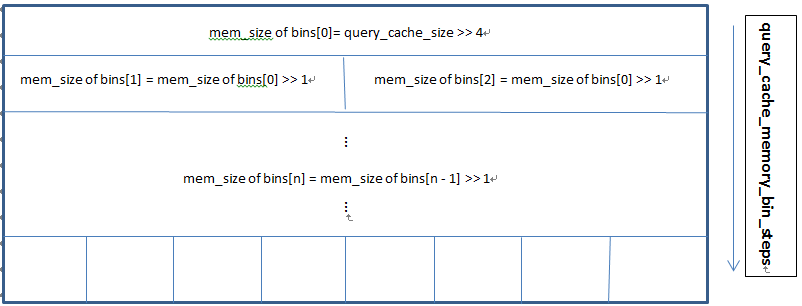 mem_size of bins[0]= query_cache_size >> 4
mem_size of bins[1] = mem_size of bins[0] >> 1
mem_size of bins[2] = mem_size of bins[0] >> 1
⋮
mem_size of bins[n] = mem_size of bins[n - 1] >> 1
⋮
query_cache_memory_bin_steps